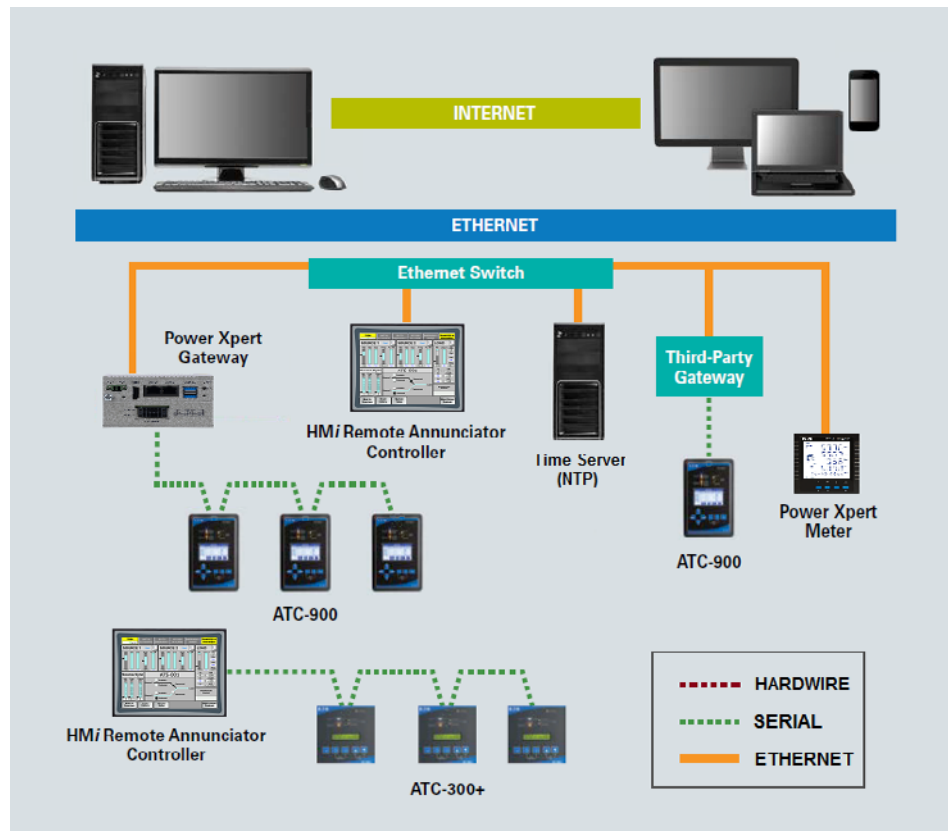 INTERNET
ETHERNET
Ethernet Switch
Power Xpert
Gateway
HMi Remote Annunciator
Controller
Time Server
(NTP)
Third-Party
Gateway
ATC-900
Power Xpert
Meter
ATC-900
HMi Remote Annunciator
Controller
ATC-300+
HARDWIRE
SERIAL
ETHERNET